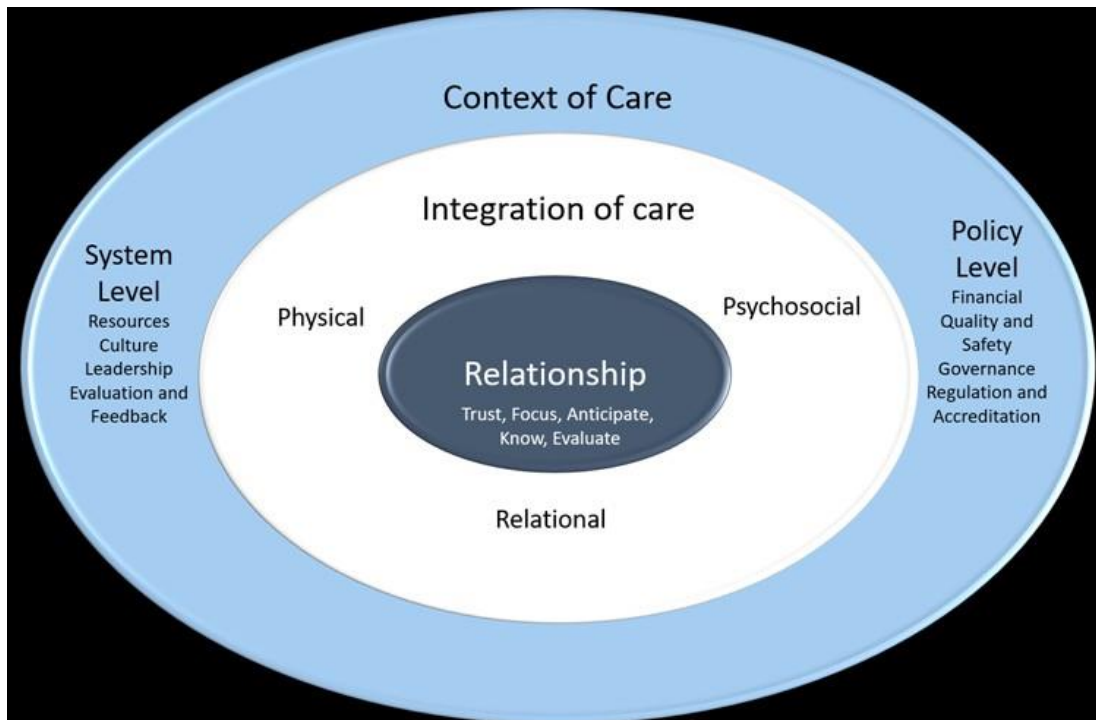 Context of Care
Integration of care
System
Level
Resources
Culture
Leadership
Evaluation and
Feedback
Physical
Psychosocial
Policy
Level
Financial
Quality and
Safety
Governance
Regulation and
Accreditation
Relationship
Trust, Focus, Anticipate,
Know, Evaluate
Relational